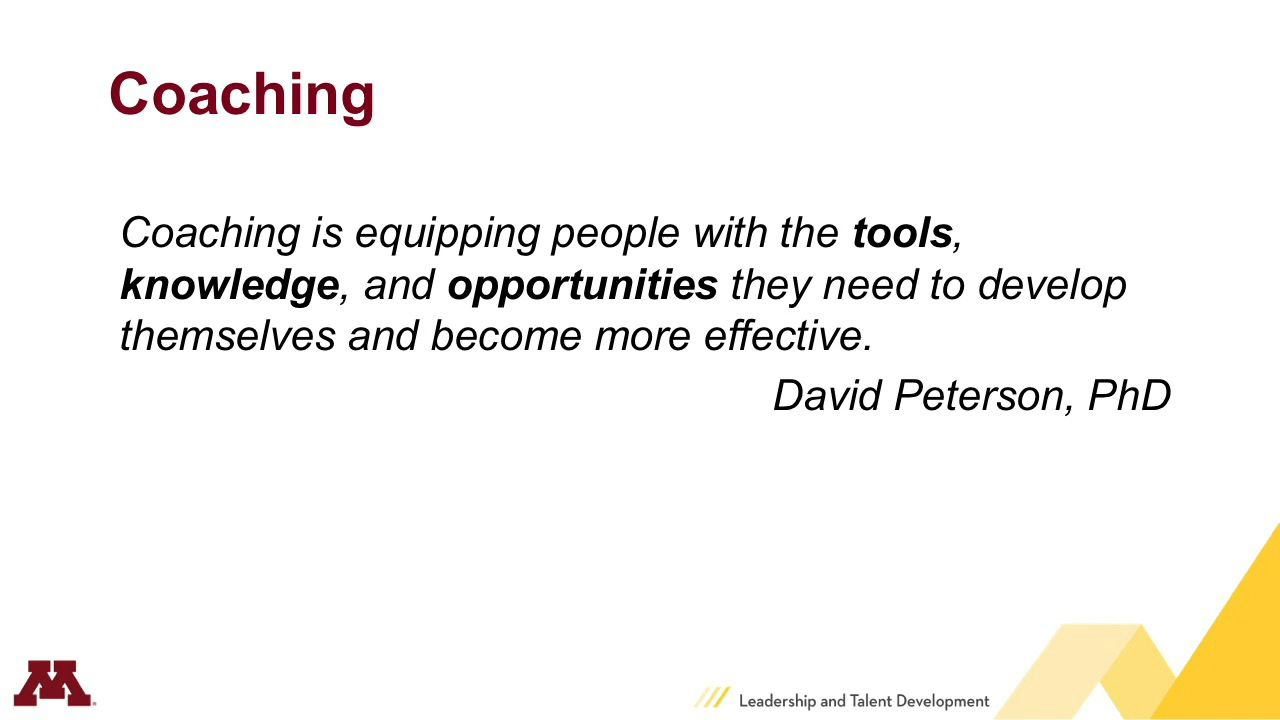 Coaching
Coaching is equipping people with the tools,
knowledge, and opportunities they need to develop
themselves and become more effective.
David Peterson, PhD
M
Leadership and Talent Development